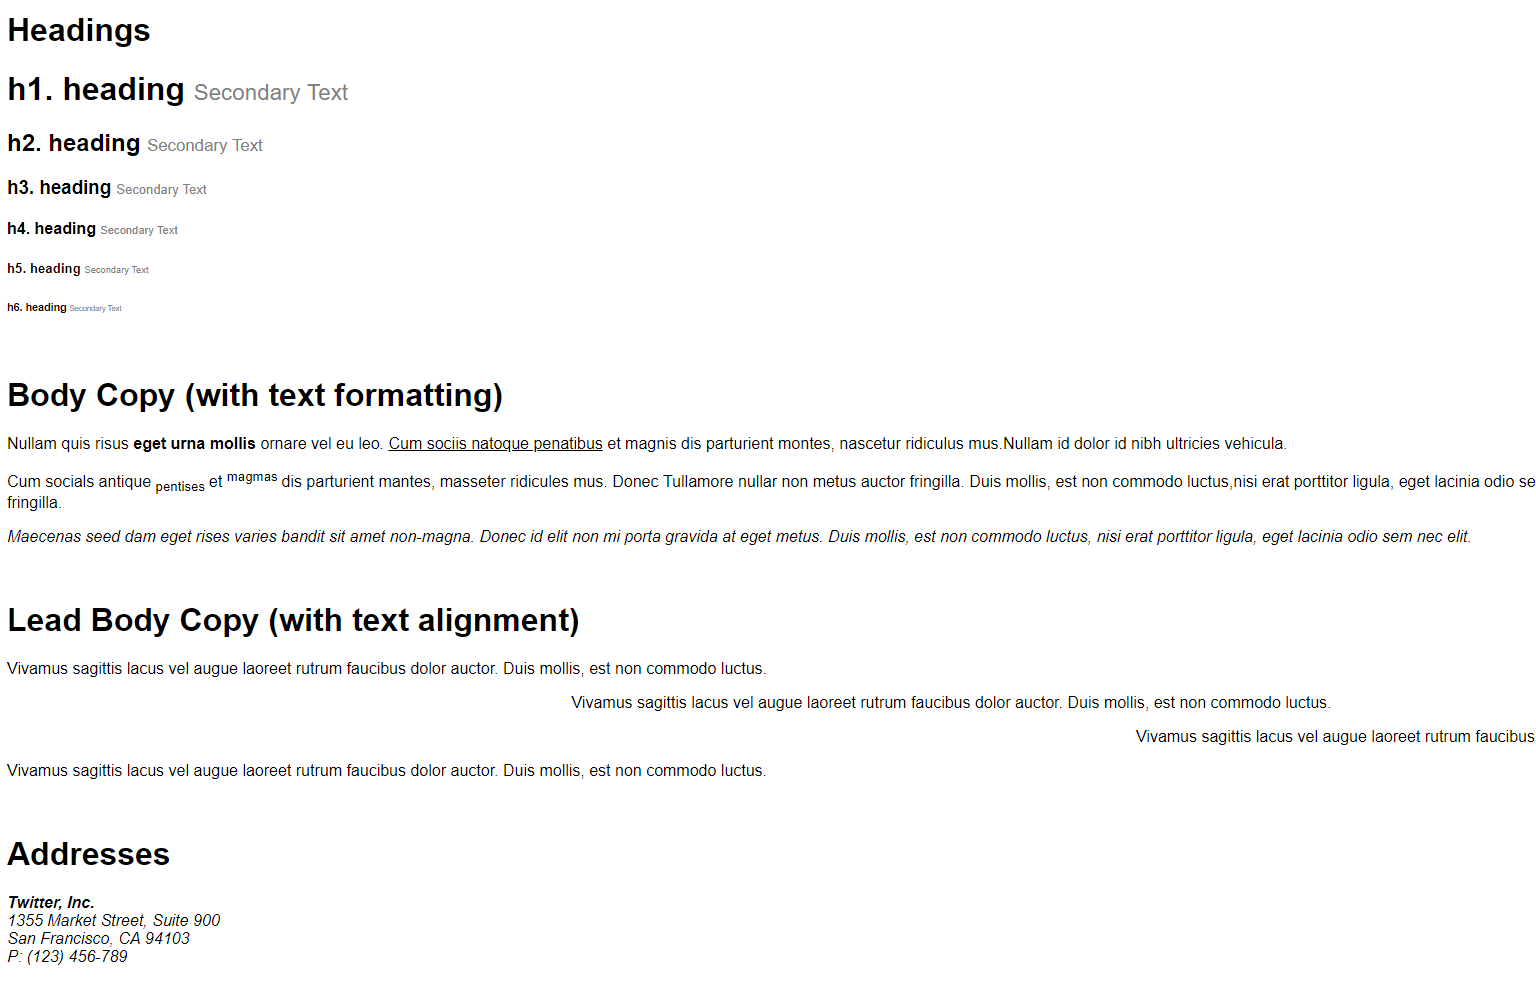 Headings
h1. heading Secondary Text
h2. heading Secondary Text
h3. heading Secondary Text
h4. heading Secondary Text
h5. heading Secondary Text
h6. heading Secondary Text
Body Copy (with text formatting)
Nullam quis risus eget urna mollis ornare vel eu leo. Cum sociis natoque penatibus et magnis dis parturient montes, nascetur ridiculus mus.Nullam id dolor id nibh ultricies vehicula.
Cum socials antique pentises et magmas dis parturient mantes, masseter ridicules mus. Donec Tullamore nullar non metus auctor fringilla. Duis mollis, est non commodo luctus,nisi erat porttitor ligula, eget lacinia odio se
fringilla.
Maecenas seed dam eget rises varies bandit sit amet non-magna. Donec id elit non mi porta gravida at eget metus. Duis mollis, est non commodo luctus, nisi erat porttitor ligula, eget lacinia odio sem nec elit.
Lead Body Copy (with text alignment)
Vivamus sagittis lacus vel augue laoreet rutrum faucibus dolor auctor. Duis mollis, est non commodo luctus.
Vivamus sagittis lacus vel augue laoreet rutrum faucibus dolor auctor. Duis mollis, est non commodo luctus.
Vivamus sagittis lacus vel augue laoreet rutrum faucibus
Vivamus sagittis lacus vel augue laoreet rutrum faucibus dolor auctor. Duis mollis, est non commodo luctus.
Addresses
Twitter, Inc.
1355 Market Street, Suite 900
San Francisco, CA 94103
P: (123) 456-789